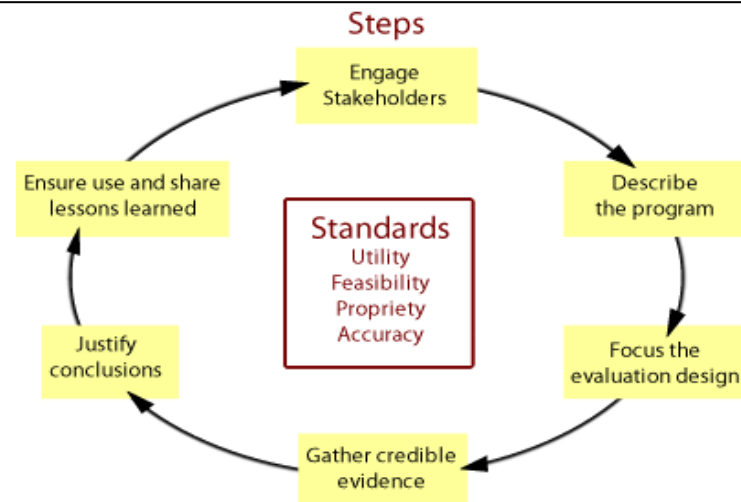 Steps
Engage
Stakeholders
Describe
the program
Focus the
evaluation design
Gather credible
evidence
Justify
conclusions
Ensure use and share
lessons learned
Standards
Utility
Feasibility
Propriety
Accuracy